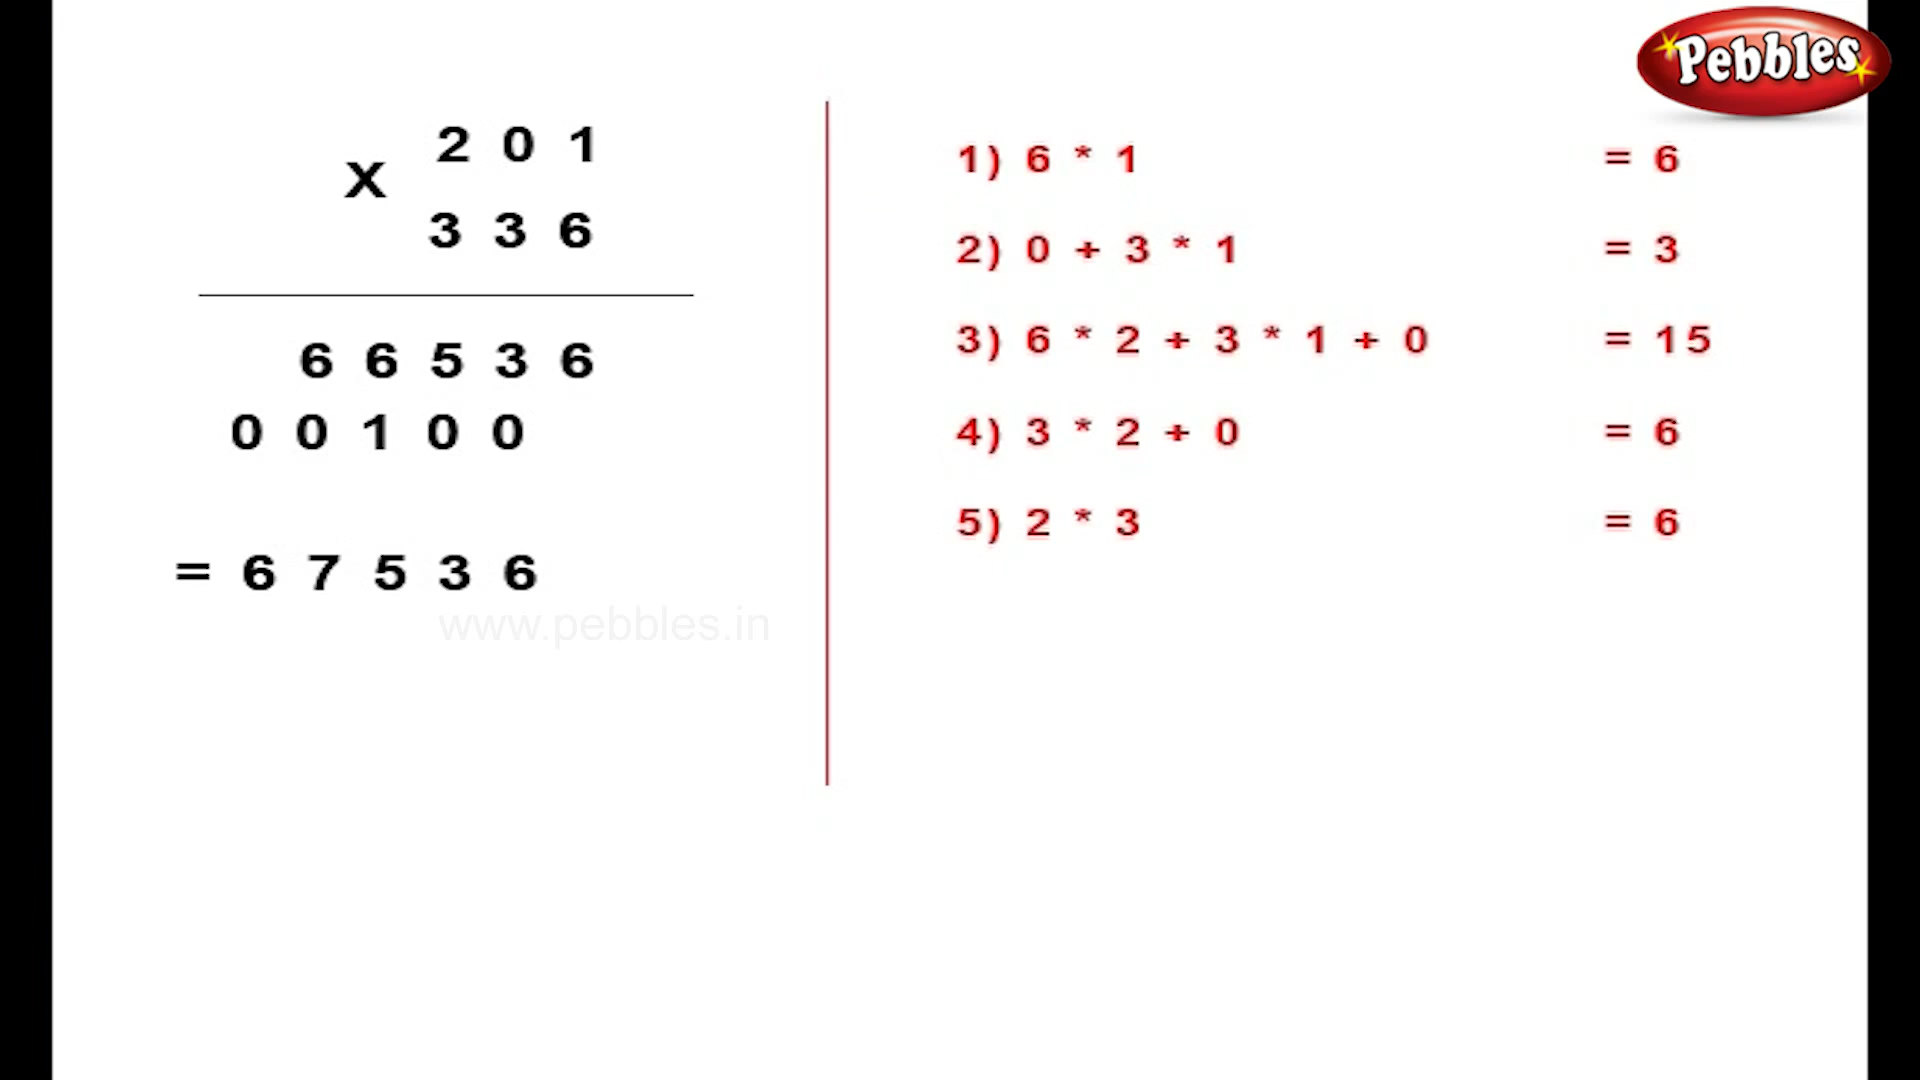 Pebbles
2 0 1
x
3 3 6
6 6 5 3 6
0 0 1 0 0
= 6 7 5 3 6
www.pebbles.in
1) 6 * 1 = 6
2) 0 + 3 * 1 = 3
3) 6 * 2 + 3 * 1 + 0 = 15
4) 3 * 2 + 0 = 6
5) 2 * 3 = 6